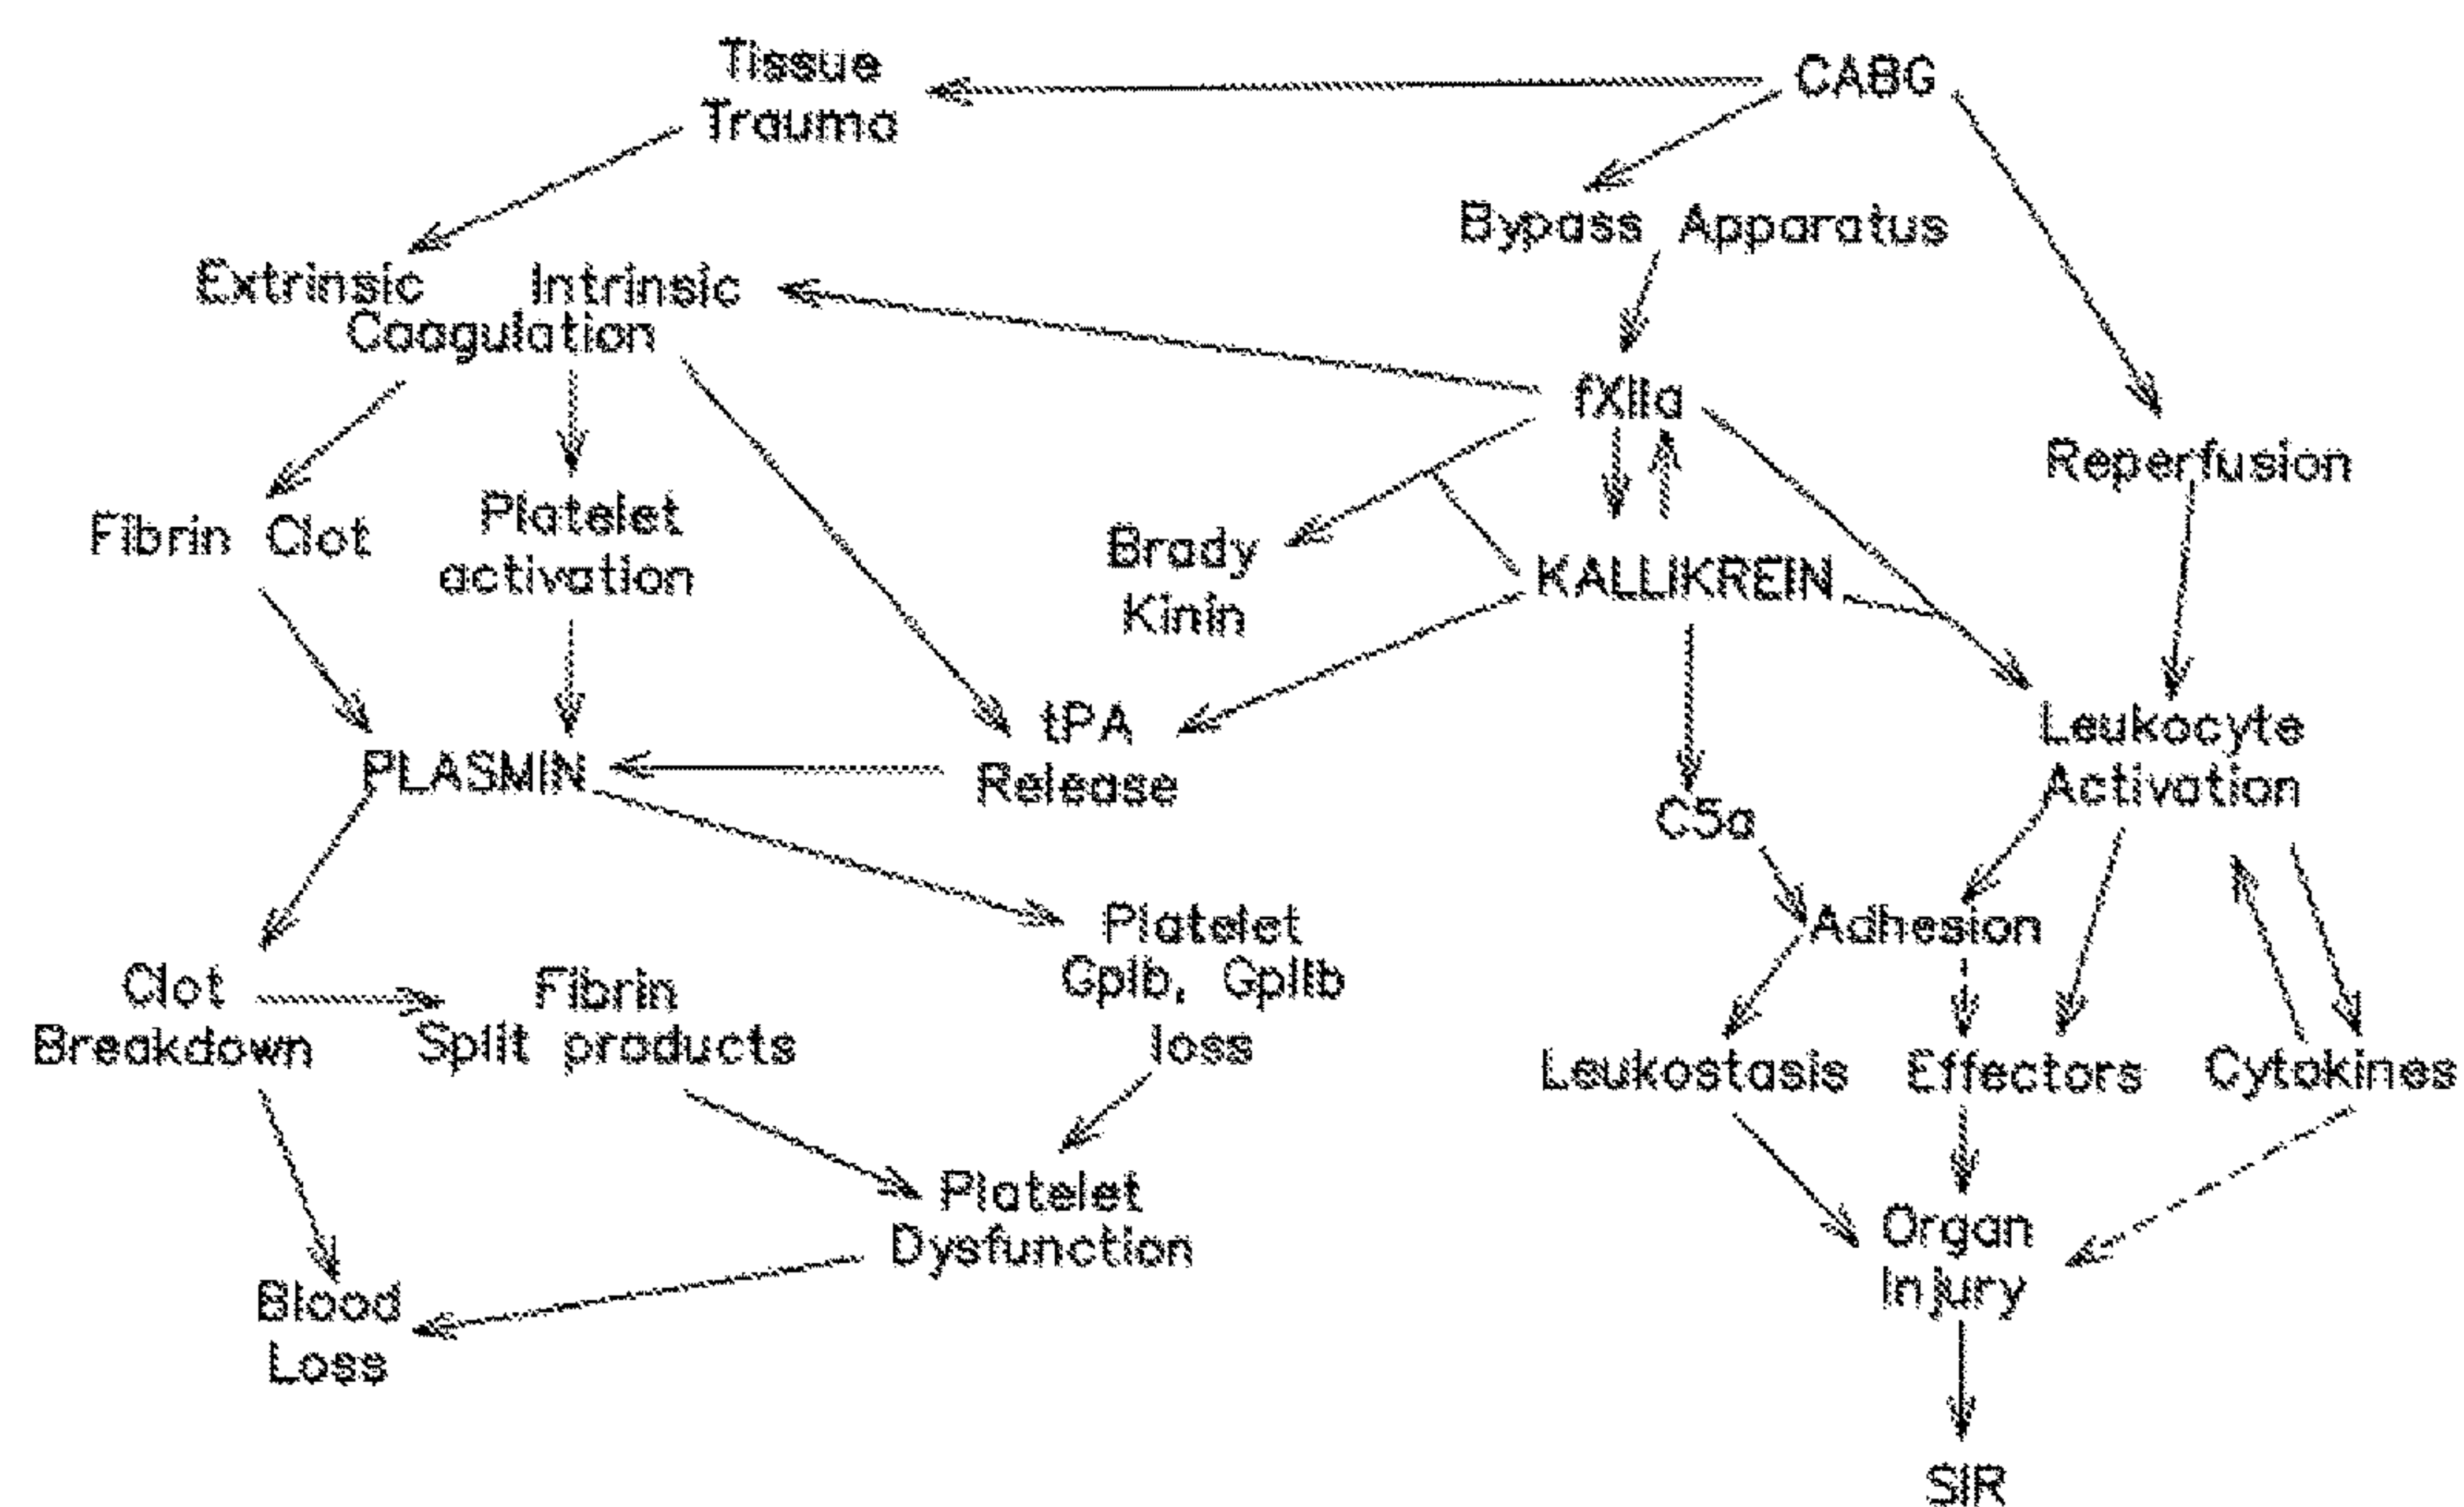 Tissue
Trauma
CABG
Bypass Apparatus
Extrinsic Intrinsic
Coagulation
fXIIa
Reperfusion
Fibrin Clot
Platelet
activation
Brady
Kinin
KALLIKREIN
PLASMIN
tPA
Release
C5a
Leukocyte
Activation
Adhesion
Clot
Breakdown
Fibrin
Split products
Platelet
GpIb, GpIIb
loss
Leukostasis
Effectors
Cytokines
Platelet
Dysfunction
Organ
Injury
Blood
Loss
SIR